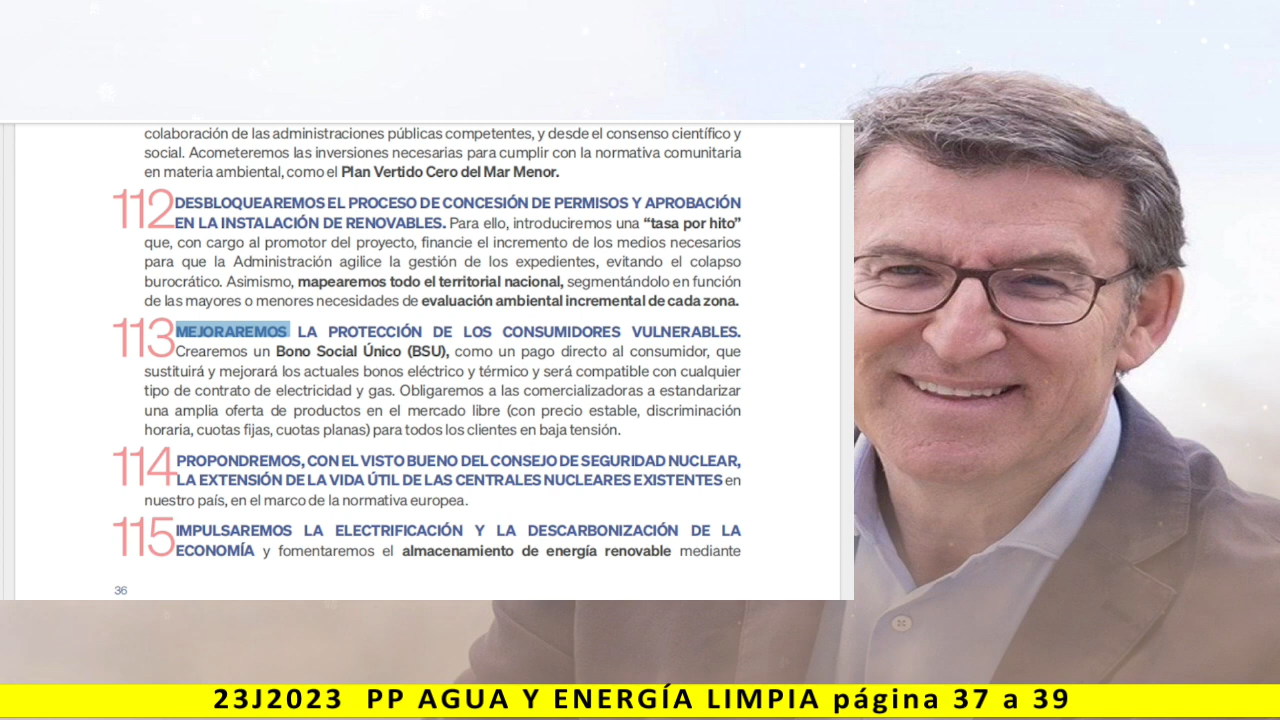 colaboración de las administraciones públicas competentes, y desde el consenso científico y
social. Acometeremos las inversiones necesarias para cumplir con la normativa comunitaria
en materia ambiental, como el Plan Vertido Cero del Mar Menor.
112 DESBLOQUEAREMOS EL PROCESO DE CONCESIÓN DE PERMISOS Y APROBACIÓN
EN LA INSTALACIÓN DE RENOVABLES. Para ello, introduciremos una “tasa por hito”
que, con cargo al promotor del proyecto, financie el incremento de los medios necesarios
para que la Administración agilice la gestión de los expedientes, evitando el colapso
burocrático. Asimismo, mapearemos todo el territorial nacional, segmentándolo en función
de las mayores o menores necesidades de evaluación ambiental incremental de cada zona.
113 MEJORAREMOS LA PROTECCIÓN DE LOS CONSUMIDORES VULNERABLES.
Crearemos un Bono Social Único (BSU), como un pago directo al consumidor, que
sustituirá y mejorará los actuales bonos eléctrico y térmico y será compatible con cualquier
tipo de contrato de electricidad y gas. Obligaremos a las comercializadoras a estandarizar
una amplia oferta de productos en el mercado libre (con precio estable, discriminación
horaria, cuotas fijas, cuotas planas) para todos los clientes en baja tensión.
114 PROPONDREMOS, CON EL VISTO BUENO DEL CONSEJO DE SEGURIDAD NUCLEAR,
LA EXTENSIÓN DE LA VIDA ÚTIL DE LAS CENTRALES NUCLEARES EXISTENTES en
nuestro país, en el marco de la normativa europea.
115 IMPULSAREMOS LA ELECTRIFICACIÓN Y LA DESCARBONIZACIÓN DE LA
ECONOMÍA y fomentaremos el almacenamiento de energía renovable mediante
36
23J2023 PP AGUA Y ENERGÍA LIMPIA página 37 a 39